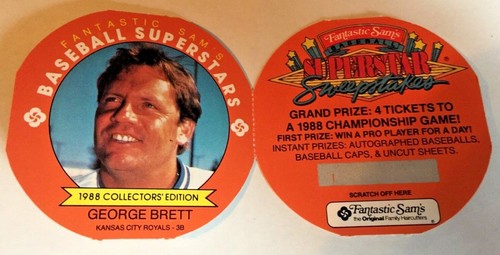 FANTASTIC SAM'S
BASEBALL SUPERSTARS
1988 COLLECTORS' EDITION
GEORGE BRETT
KANSAS CITY ROYALS - 3B
Fantastic Sam's
BASEBALL
SUPERSTAR
Sweepstakes
GRAND PRIZE: 4 TICKETS TO
A 1988 CHAMPIONSHIP GAME!
FIRST PRIZE: WIN A PRO PLAYER FOR A DAY!
INSTANT PRIZES: AUTOGRAPHED BASEBALLS,
BASEBALL CAPS, & UNCUT SHEETS.
SCRATCH OFF HERE
Fantastic Sam's
the Original Family Haircutters